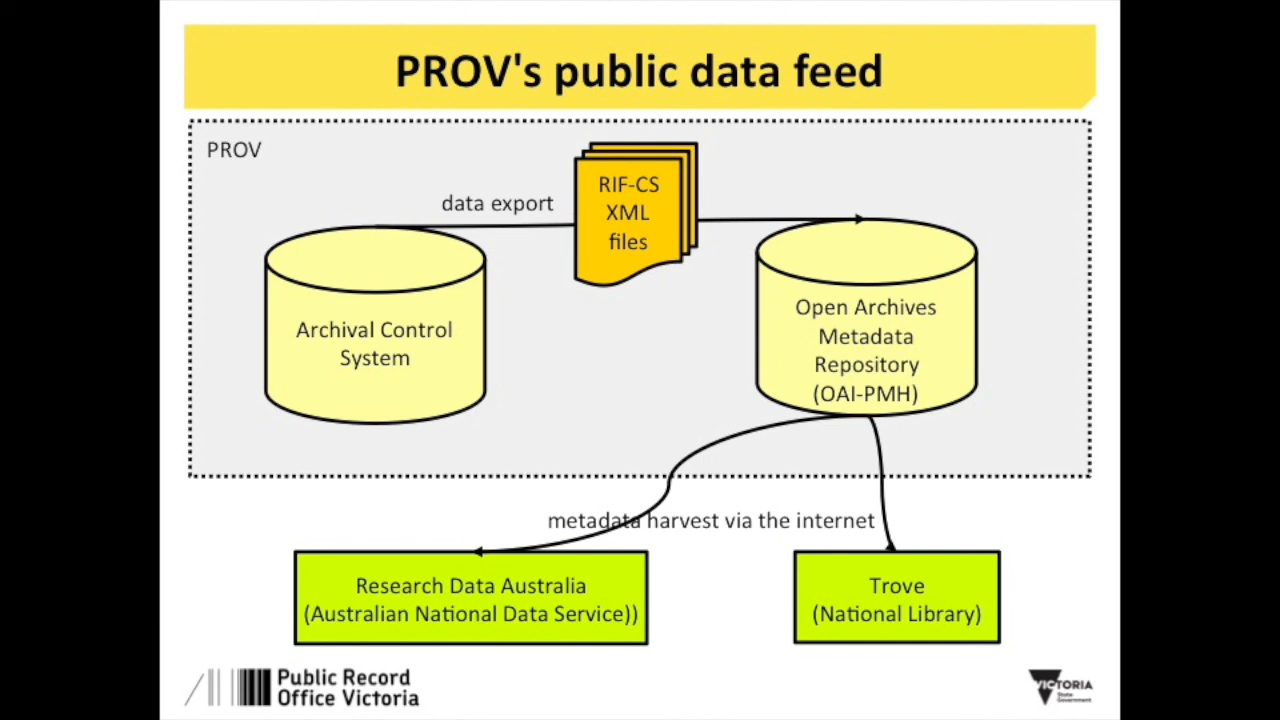 PROV's public data feed
PROV
data export
RIF-CS
XML
files
Archival Control
System
Open Archives
Metadata
Repository
(OAI-PMH)
metadata harvest via the internet
Research Data Australia
(Australian National Data Service))
Trove
(National Library)
Public Record
Office Victoria
VICTORIA
State
Government